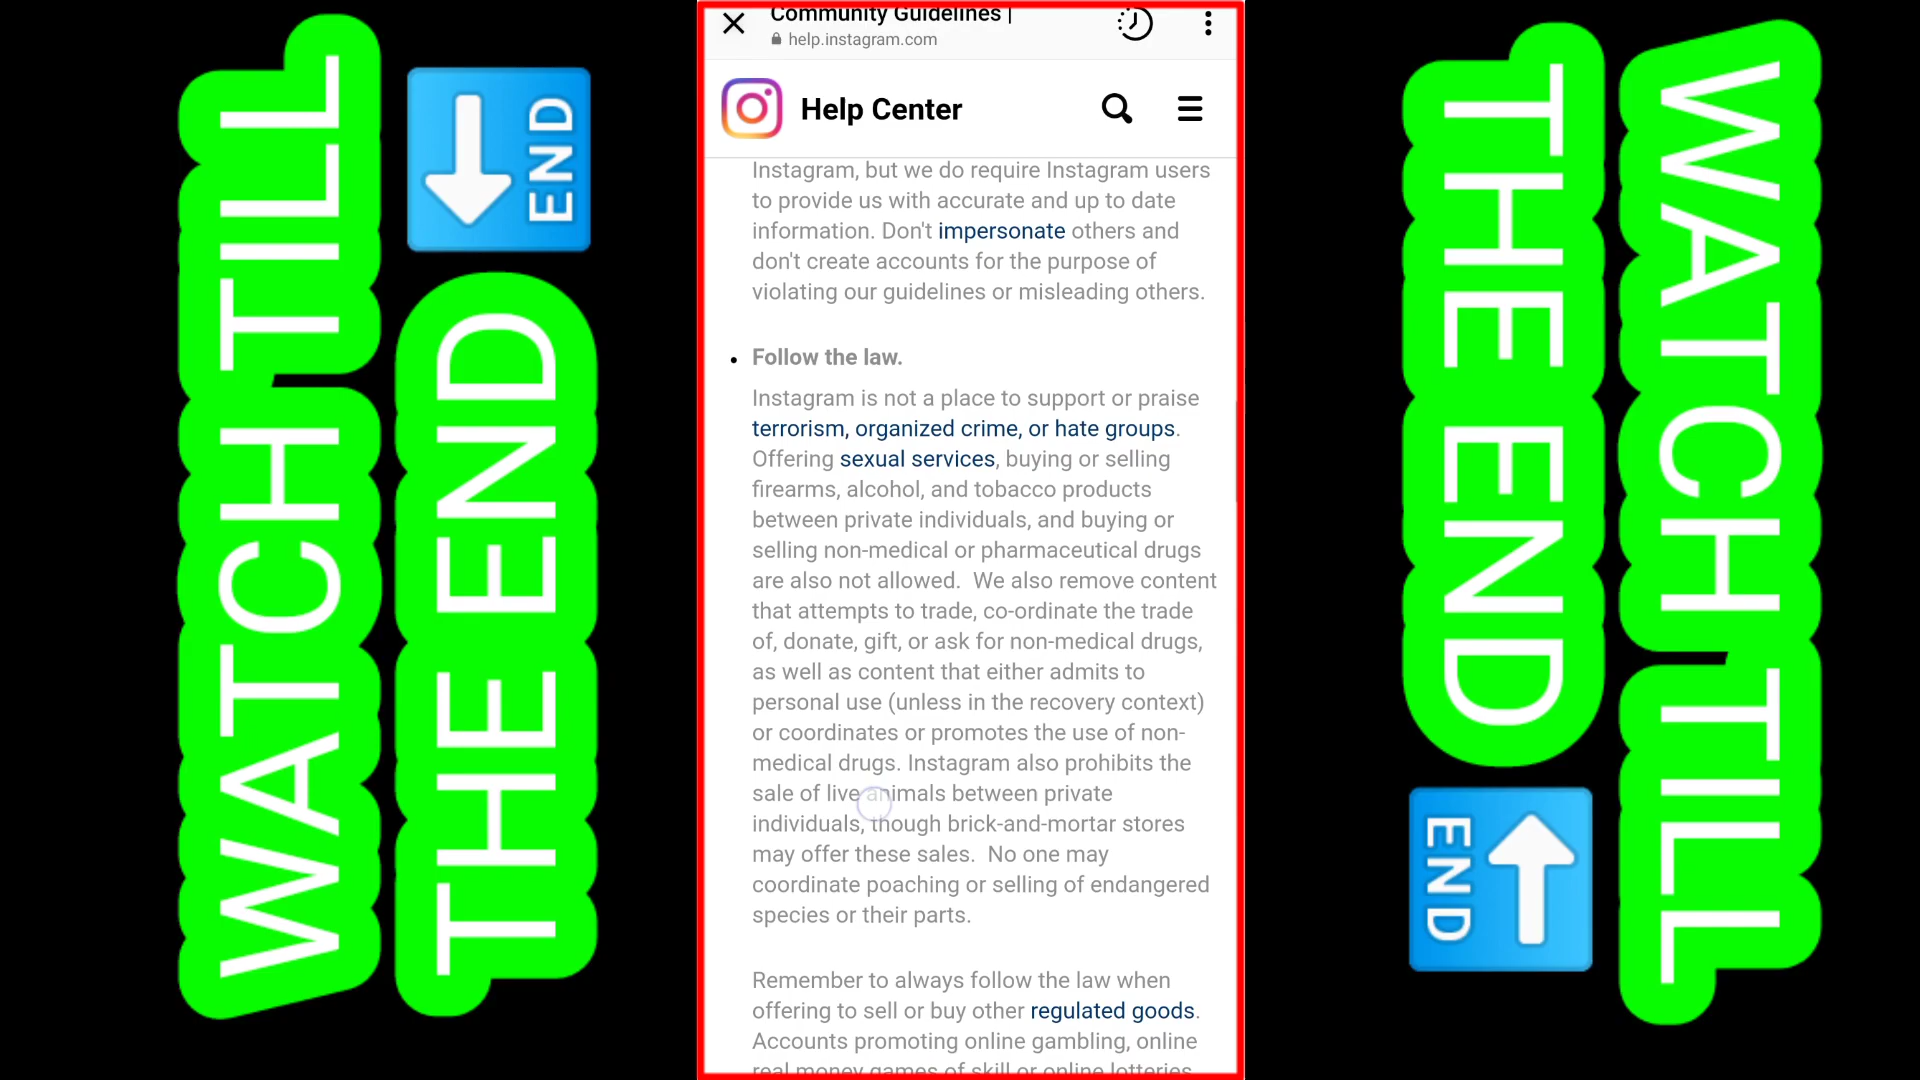 WATCH TILL
THE END
END
Community Guidelines |
help.instagram.com
Help Center
Instagram, but we do require Instagram users
to provide us with accurate and up to date
information. Don't impersonate others and
don't create accounts for the purpose of
violating our guidelines or misleading others.
Follow the law.
Instagram is not a place to support or praise
terrorism, organized crime, or hate groups.
Offering sexual services, buying or selling
firearms, alcohol, and tobacco products
between private individuals, and buying or
selling non-medical or pharmaceutical drugs
are also not allowed.  We also remove content
that attempts to trade, co-ordinate the trade
of, donate, gift, or ask for non-medical drugs,
as well as content that either admits to
personal use (unless in the recovery context)
or coordinates or promotes the use of non-
medical drugs. Instagram also prohibits the
sale of live animals between private
individuals, though brick-and-mortar stores
may offer these sales.  No one may
coordinate poaching or selling of endangered
species or their parts.
Remember to always follow the law when
offering to sell or buy other regulated goods.
Accounts promoting online gambling, online
real money games of skill or online lotteries
WATCH TILL
THE END
END